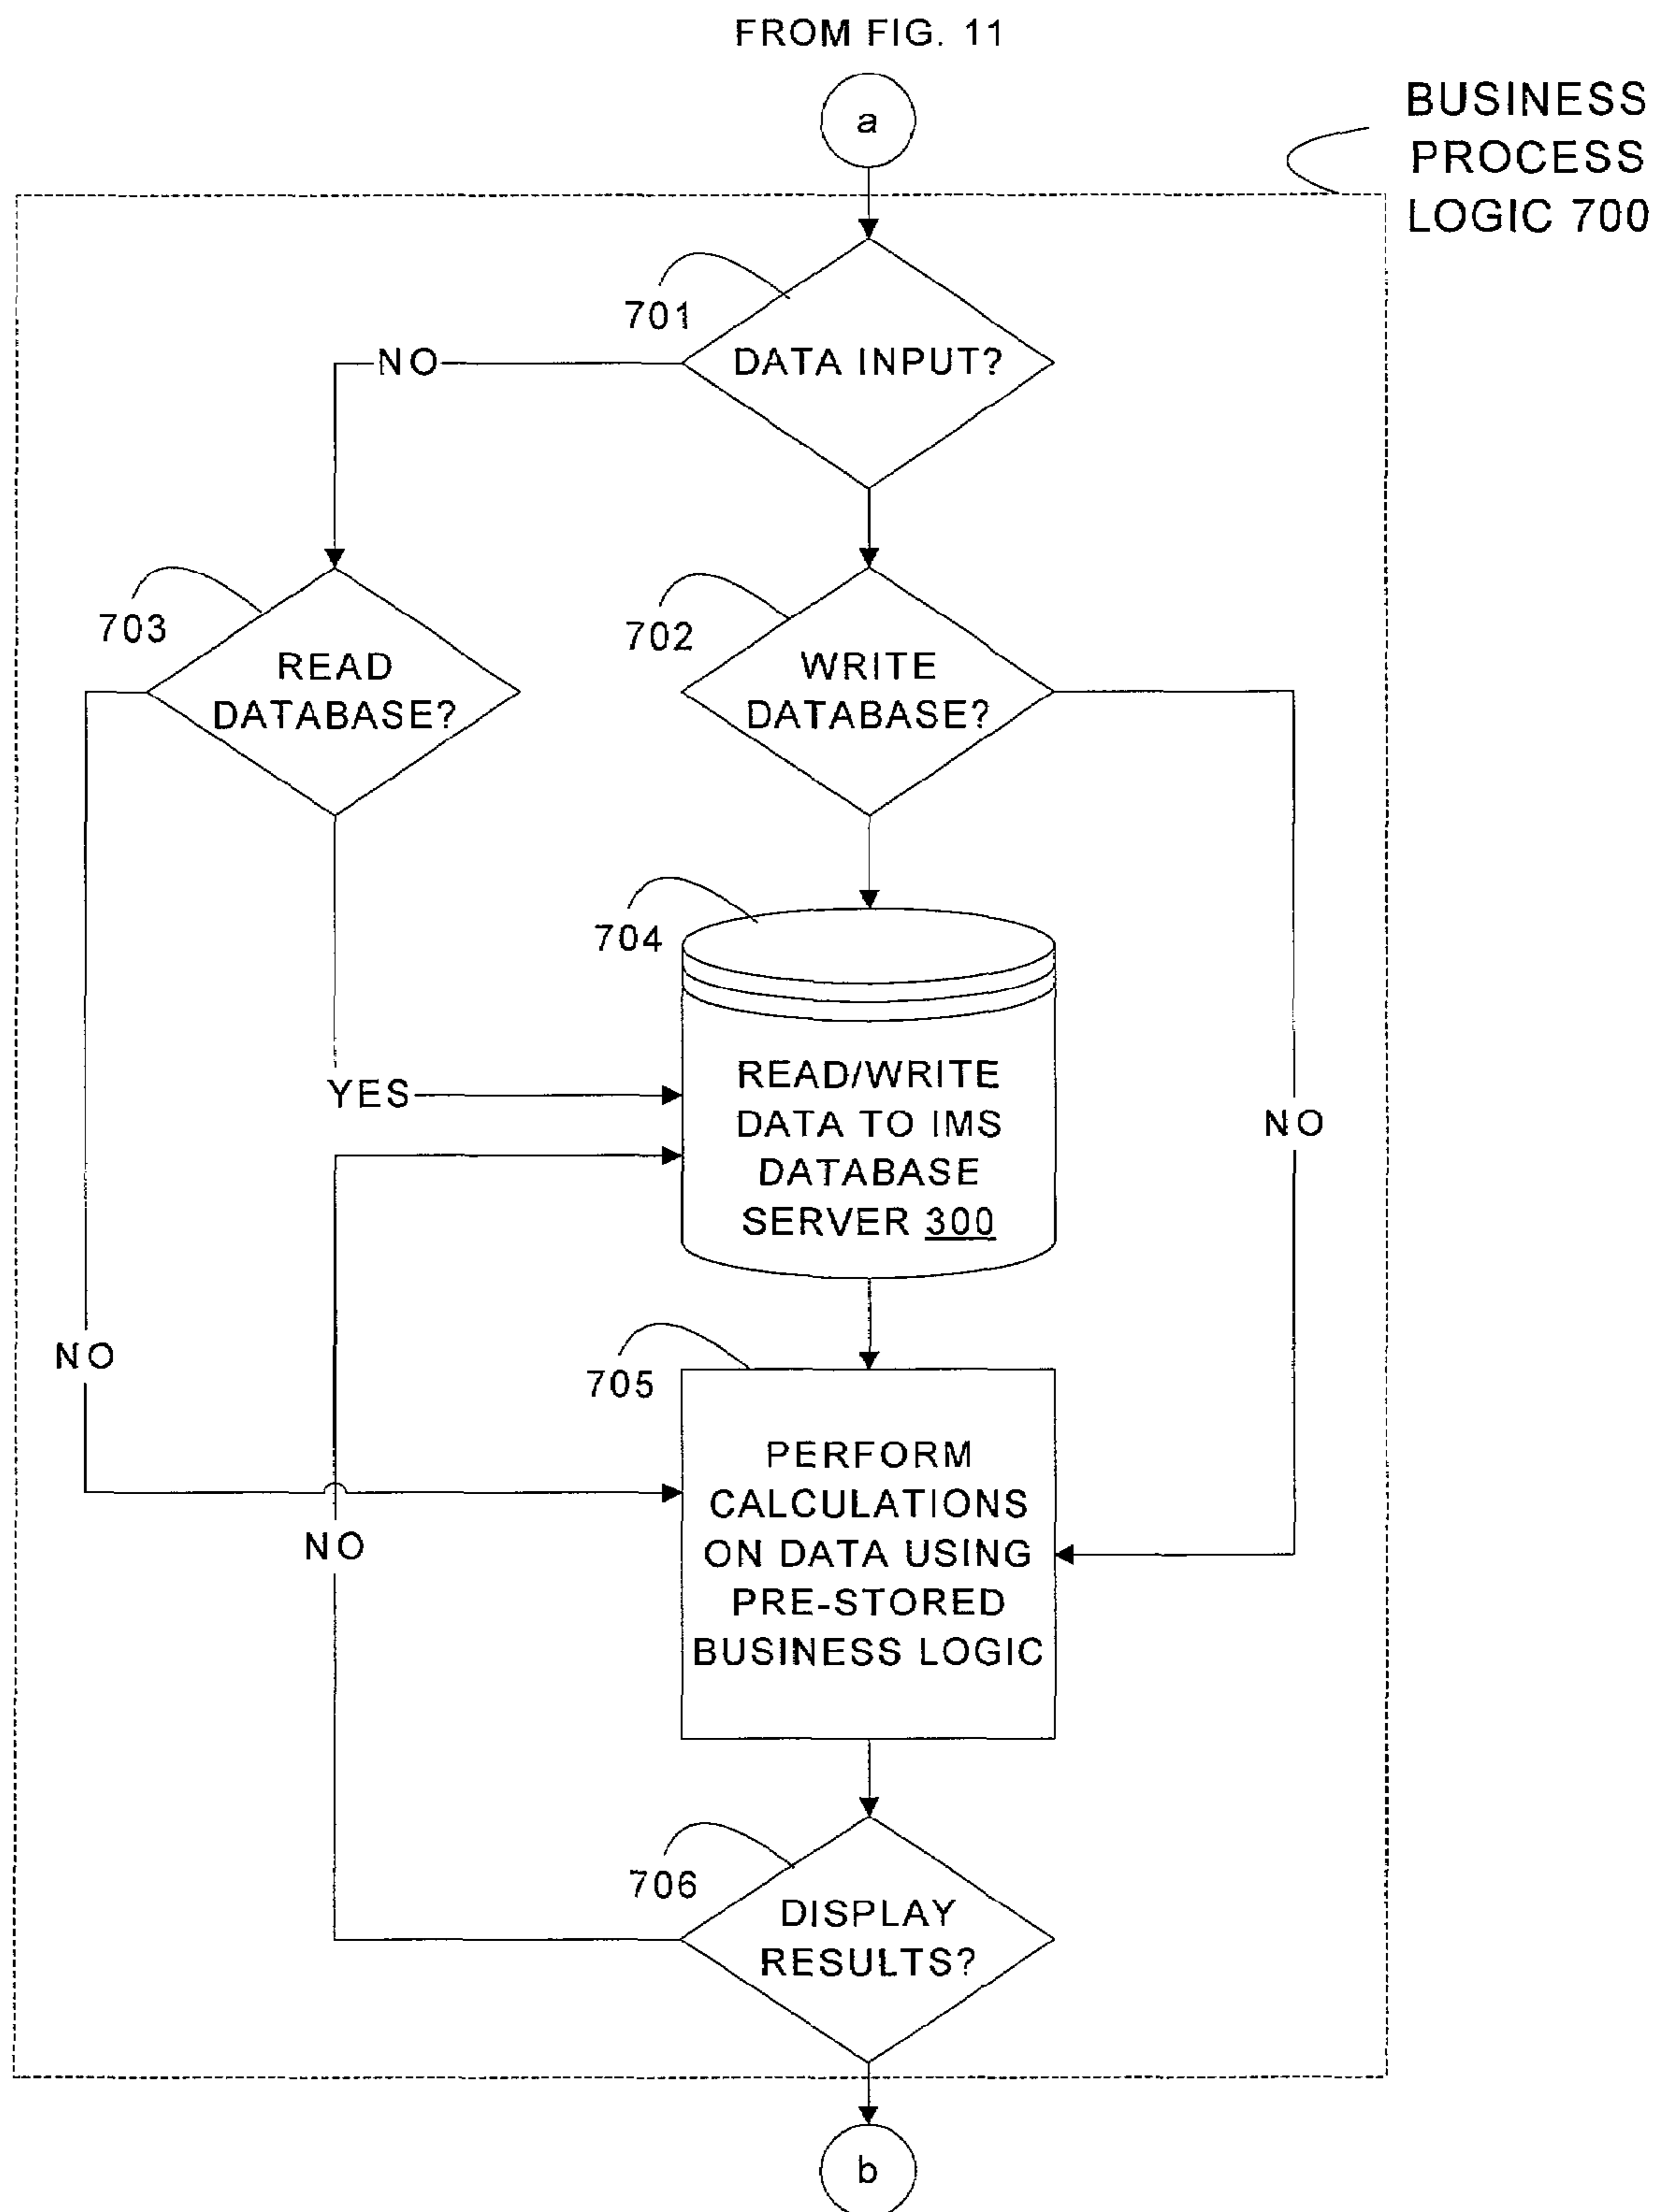 FROM FIG. 11
a
BUSINESS
PROCESS
LOGIC 700
701
DATA INPUT?
NO
703
READ
DATABASE?
702
WRITE
DATABASE?
704
READ/WRITE
DATA TO IMS
DATABASE
SERVER 300
YES
NO
NO
705
PERFORM
CALCULATIONS
ON DATA USING
PRE-STORED
BUSINESS LOGIC
NO
706
DISPLAY
RESULTS?
b